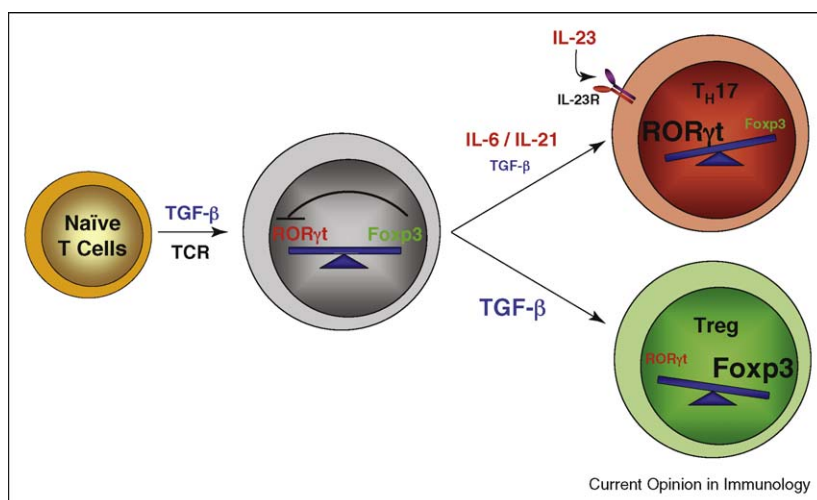 Naïve
T Cells
TGF-β
TCR
RORγt
Foxp3
IL-6 / IL-21
TGF-β
IL-23
IL-23R
TH17
RORγt
Foxp3
TGF-β
Treg
RORγt
Foxp3
Current Opinion in Immunology